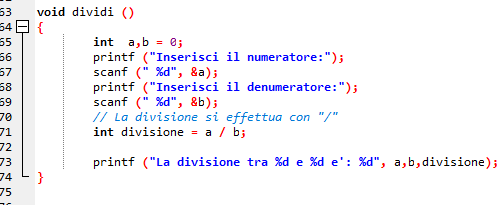 63 void dividi ()
64 {
65 int a,b = 0;
66 printf ("Inserisci il numeratore:");
67 scanf (" %d", &a);
68 printf ("Inserisci il denumeratore:");
69 scanf (" %d", &b);
70 // La divisione si effettua con "/"
71 int divisione = a / b;
72
73 printf ("La divisione tra %d e %d e': %d", a,b,divisione);
74 }
75